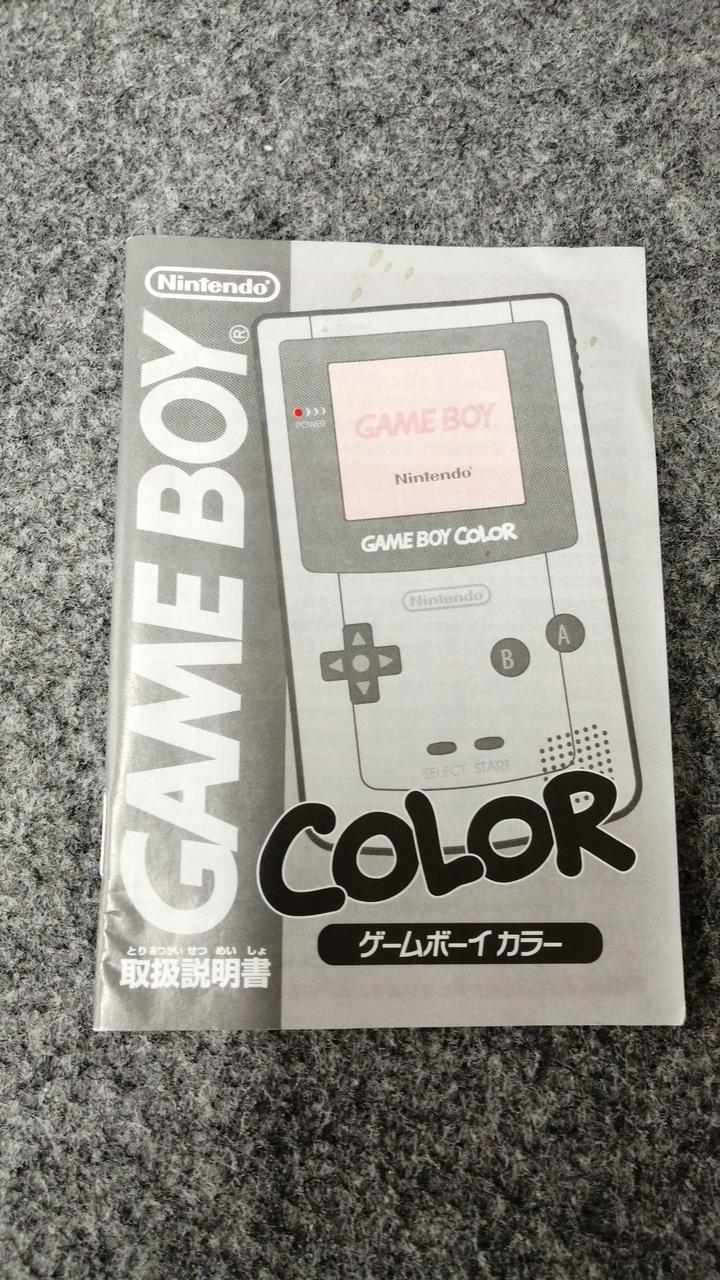 Nintendo®
GAME BOY®
▲ COMM.
POWER
GAME BOY
Nintendo®
GAME BOY COLOR
Nintendo
B
A
SELECT START
COLOR
ゲームボーイ カラー
とりあつかい せつ めい しょ
取扱説明書